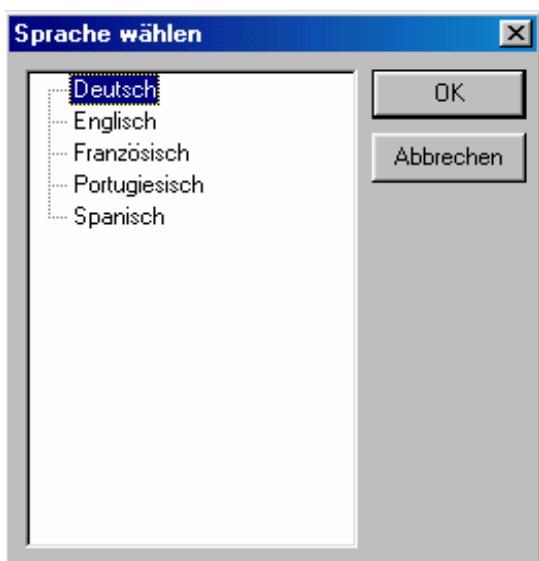 Sprache wählen
Deutsch
Englisch
Französisch
Portugiesisch
Spanisch
OK
Abbrechen